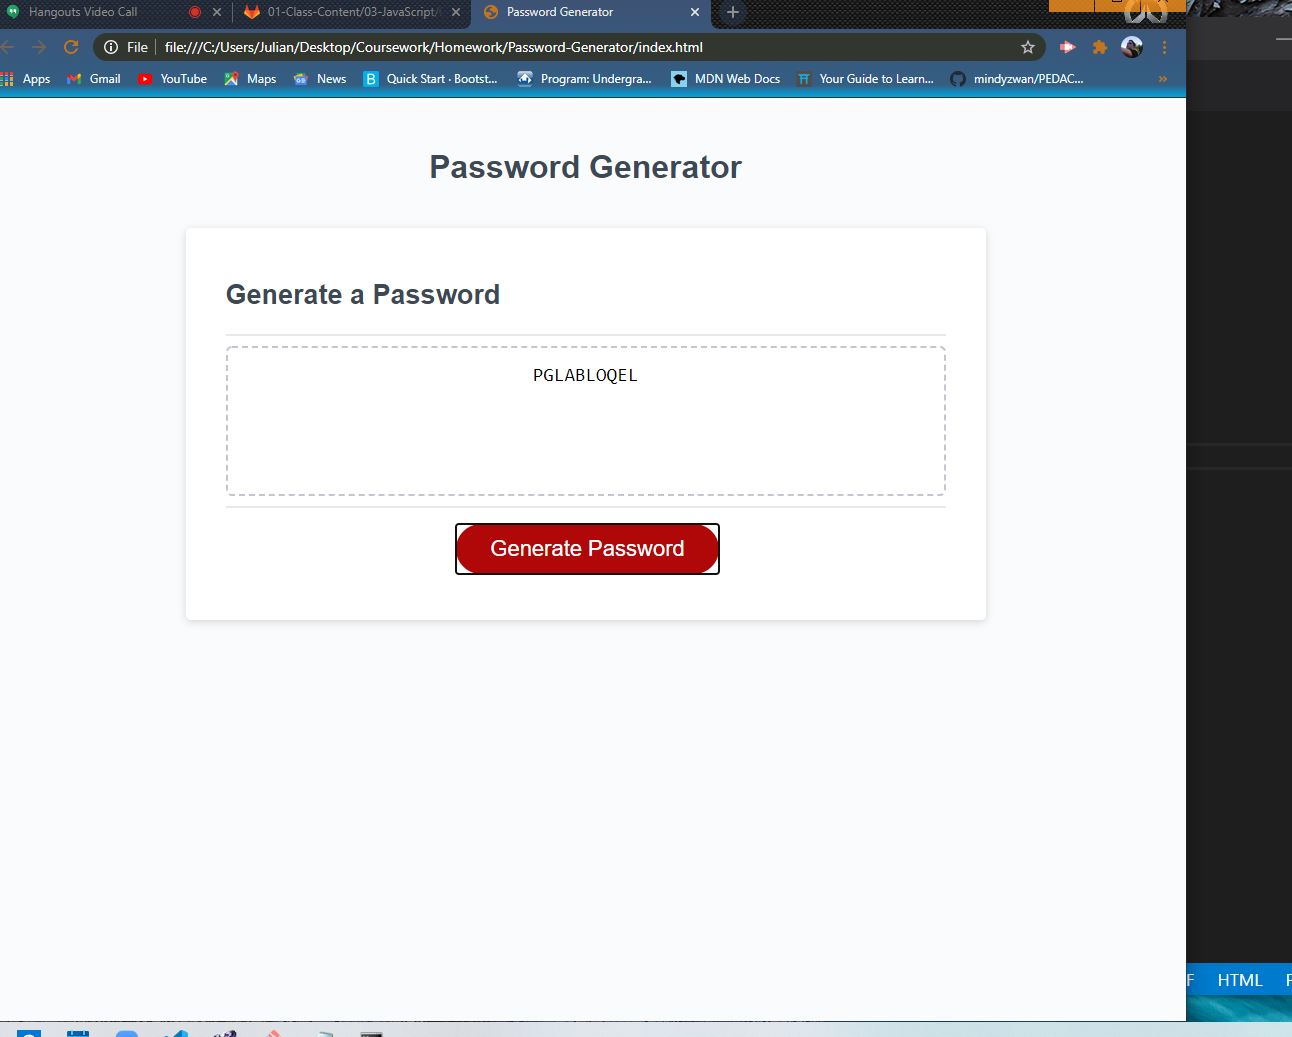 Hangouts Video Call
01-Class-Content/03-JavaScript/
Password Generator
File
file:///C:/Users/Julian/Desktop/Coursework/Homework/Password-Generator/index.html
Apps
Gmail
YouTube
Maps
News
Quick Start · Bootst...
Program: Undergra...
MDN Web Docs
Your Guide to Learn...
mindyzwan/PEDAC...
»
Password Generator
Generate a Password
PGLABLOQEL
Generate Password
HTML